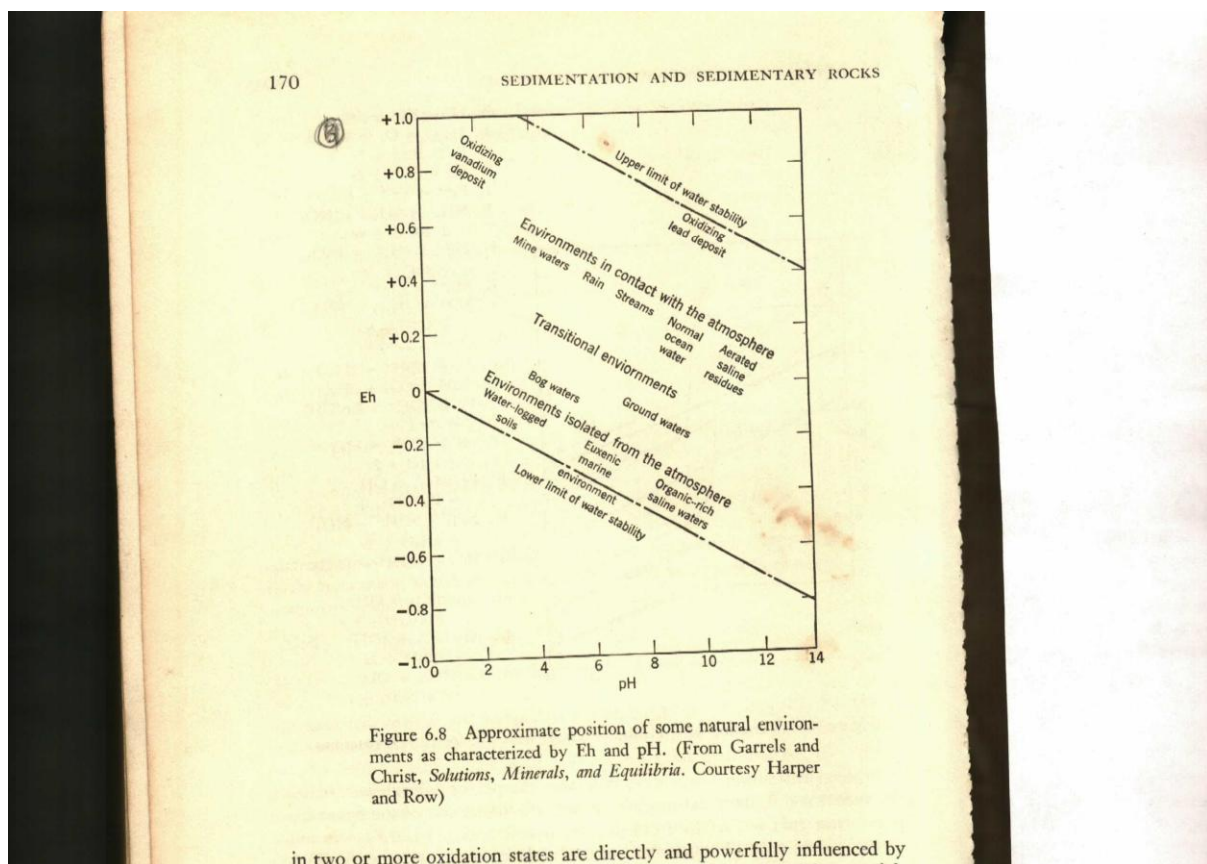 170
SEDIMENTATION AND SEDIMENTARY ROCKS
+1.0
+0.8
+0.6
+0.4
+0.2
0
−0.2
−0.4
−0.6
−0.8
−1.0
Eh
Oxidizing
vanadium
deposit
Upper limit of water stability
Oxidizing
lead deposit
Environments in contact with the atmosphere
Mine waters Rain Streams Normal
ocean
water
Aerated
saline
residues
Transitional enviornments
Bog waters
Ground waters
Environments isolated from the atmosphere
Water-logged
soils
Euxenic
marine
environment
Organic-rich
saline waters
Lower limit of water stability
0 2 4 6 8 10 12 14
pH
Figure 6.8 Approximate position of some natural environ-
ments as characterized by Eh and pH. (From Garrels and
Christ, Solutions, Minerals, and Equilibria. Courtesy Harper
and Row)
in two or more oxidation states are directly and powerfully influenced by